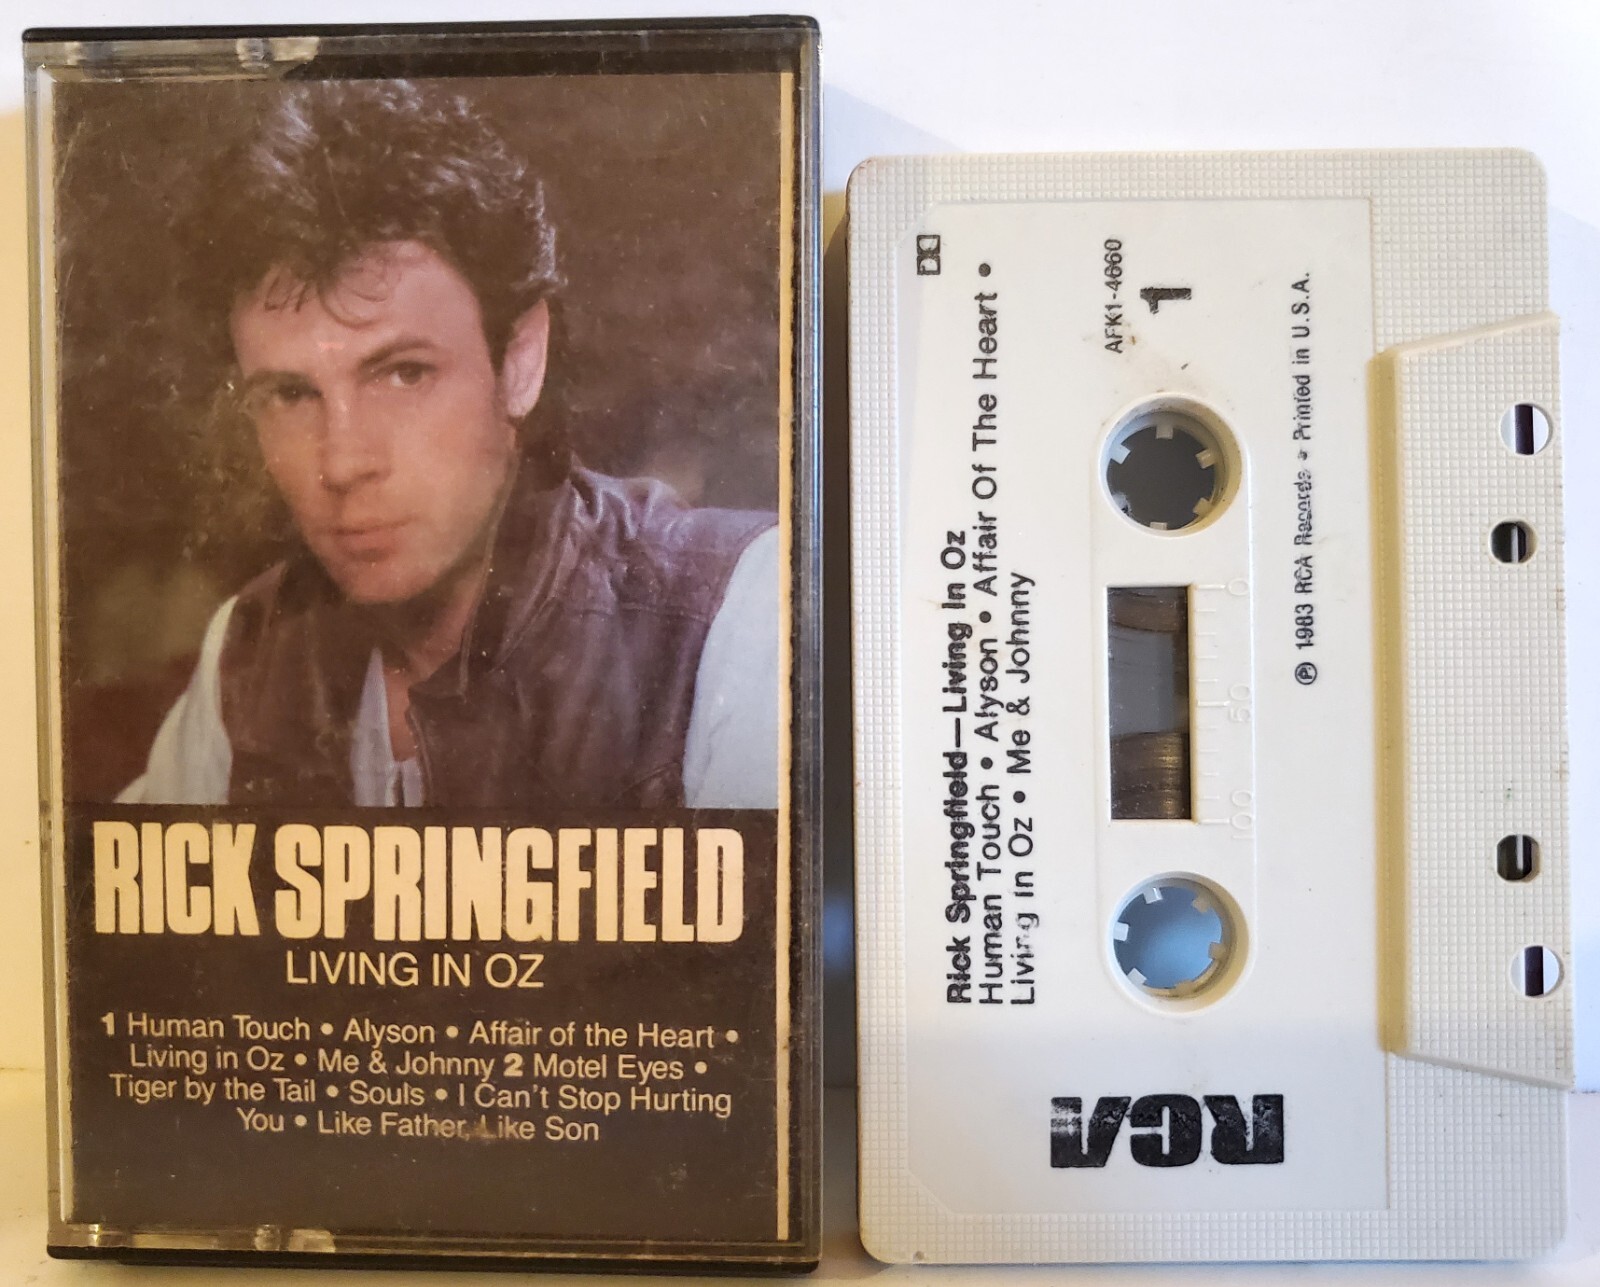 RICK SPRINGFIELD
LIVING IN OZ
1 Human Touch • Alyson • Affair of the Heart •
Living in Oz • Me & Johnny 2 Motel Eyes •
Tiger by the Tail • Souls • I Can't Stop Hurting
You • Like Father, Like Son
Rick Springfield—Living In Oz
Human Touch • Alyson • Affair Of The Heart •
Living in Oz • Me & Johnny
AFK1-4660
1
0
50
100
℗ 1983 RCA Records • Printed in U.S.A.
RCA